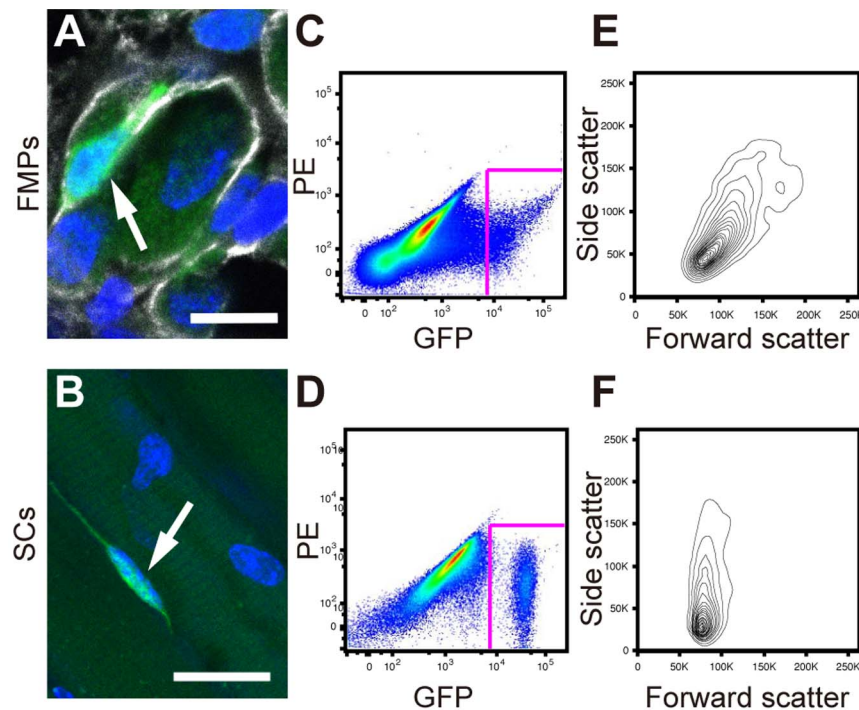 A
FMPs
C
PE
10^5
10^4
10^3
10^2
0
0
10^2
10^3
10^4
10^5
GFP
E
Side scatter
250K
200K
150K
100K
50K
0
0
50K
100K
150K
200K
250K
Forward scatter
B
SCs
D
PE
10^5
10^4
10^3
10^2
0
0
10^2
10^3
10^4
10^5
GFP
F
Side scatter
250K
200K
150K
100K
50K
0
0
50K
100K
150K
200K
250K
Forward scatter